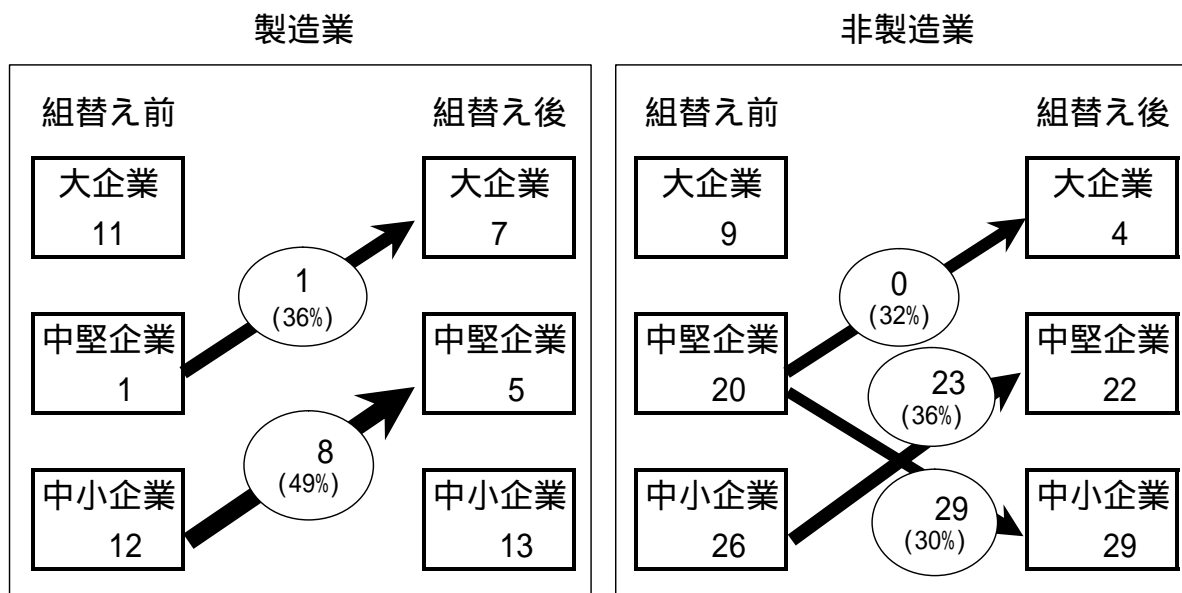 製造業
組替え前
組替え後
大企業
11
大企業
7
1
(36%)
中堅企業
1
中堅企業
5
8
(49%)
中小企業
12
中小企業
13
非製造業
組替え前
組替え後
大企業
9
大企業
4
0
(32%)
中堅企業
20
中堅企業
22
23
(36%)
中小企業
26
中小企業
29
29
(30%)